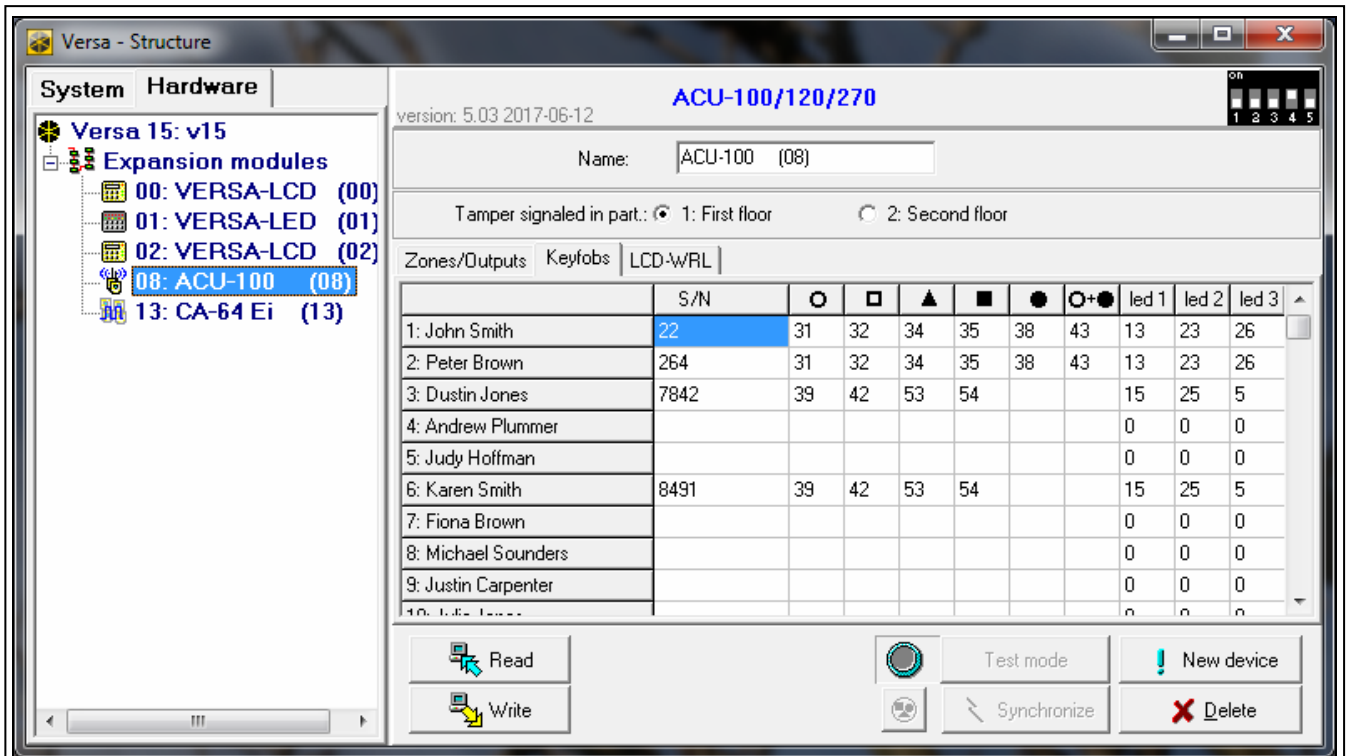 Versa - Structure
System Hardware
Versa 15: v15
Expansion modules
00: VERSA-LCD (00)
01: VERSA-LED (01)
02: VERSA-LCD (02)
08: ACU-100 (08)
13: CA-64 Ei (13)
ACU-100/120/270
version: 5.03 2017-06-12
on
1 2 3 4 5
Name: ACU-100 (08)
Tamper signaled in part.: 1: First floor 2: Second floor
Zones/Outputs Keyfobs LCD-WRL
S/N + led 1 led 2 led 3
1: John Smith 22 31 32 34 35 38 43 13 23 26
2: Peter Brown 264 31 32 34 35 38 43 13 23 26
3: Dustin Jones 7842 39 42 53 54 15 25 5
4: Andrew Plummer 0 0 0
5: Judy Hoffman 0 0 0
6: Karen Smith 8491 39 42 53 54 15 25 5
7: Fiona Brown 0 0 0
8: Michael Sounders 0 0 0
9: Justin Carpenter 0 0 0
Read Test mode New device
Write Synchronize Delete